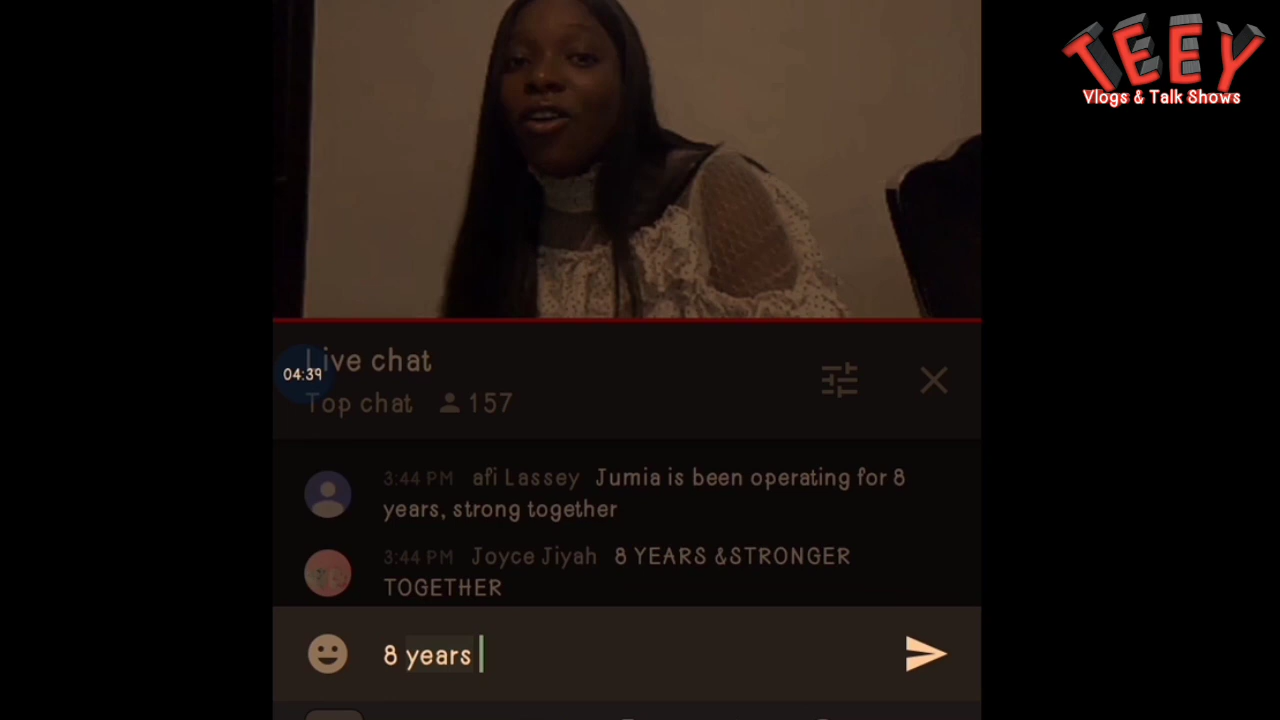 TEEY
Vlogs & Talk Shows
Live chat
04:39
Top chat 157
3:44 PM afi Lassey Jumia is been operating for 8
years, strong together
3:44 PM Joyce Jiyah 8 YEARS &STRONGER
TOGETHER
8 years